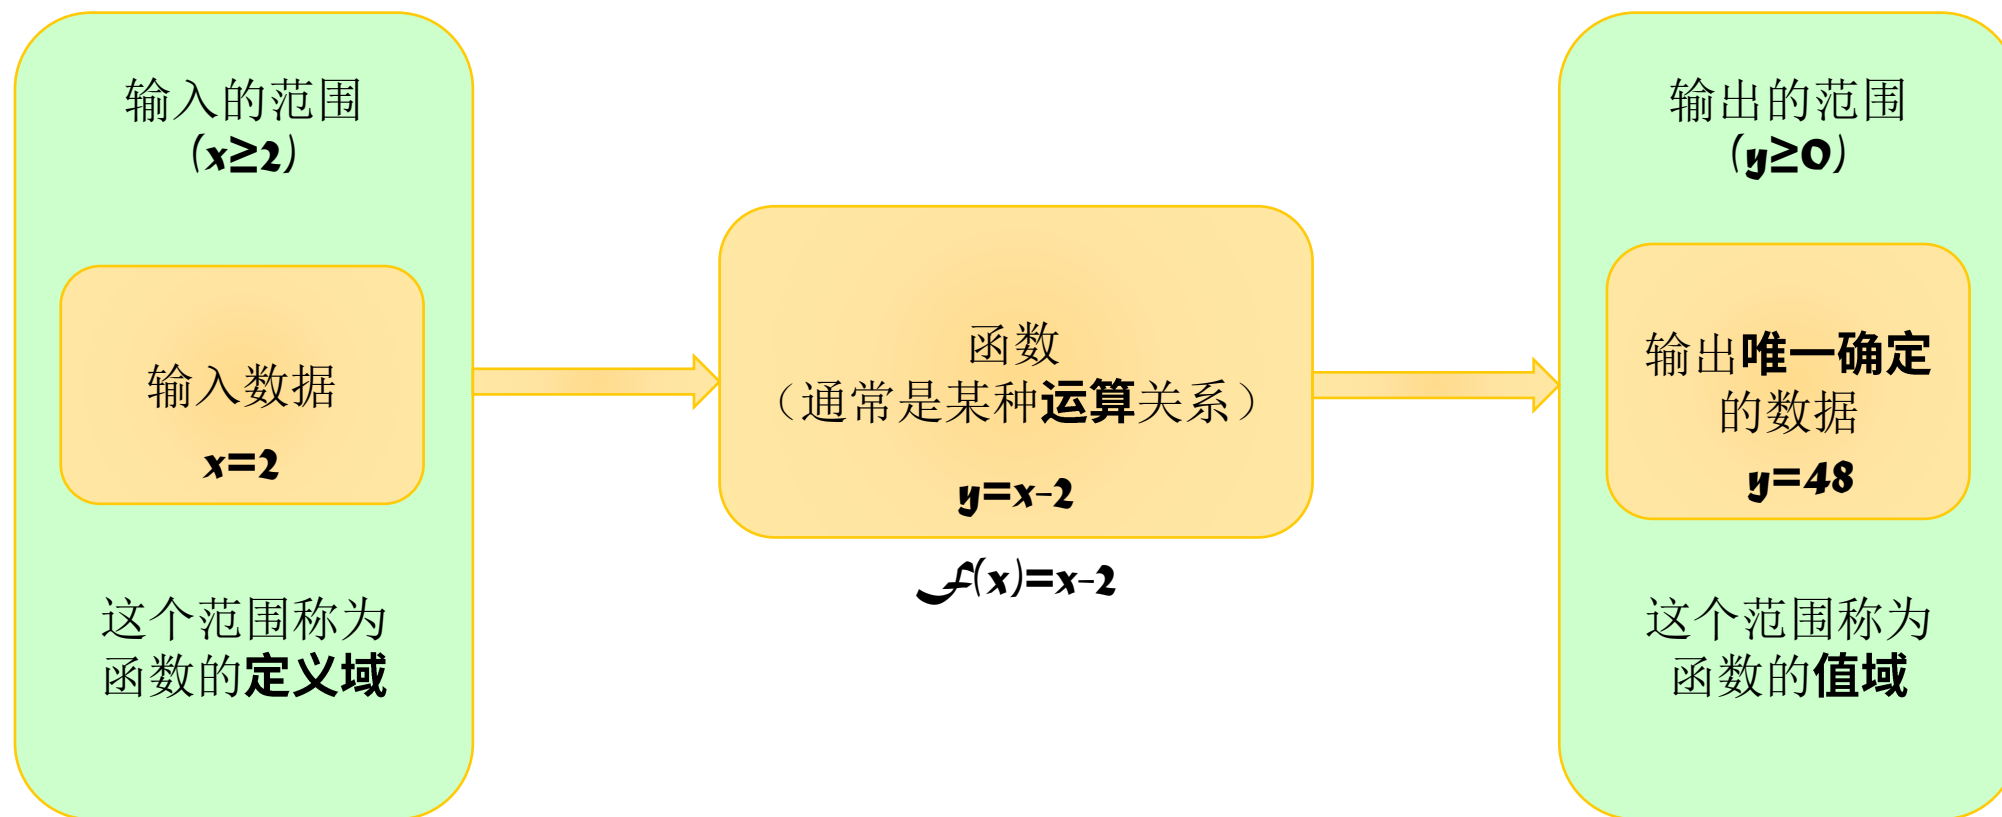 输入的范围
(x≥2)
输入数据
x=2
这个范围称为
函数的定义域
函数
（通常是某种运算关系）
y=x-2
f(x)=x-2
输出的范围
(y≥0)
输出唯一确定
的数据
y=48
这个范围称为
函数的值域